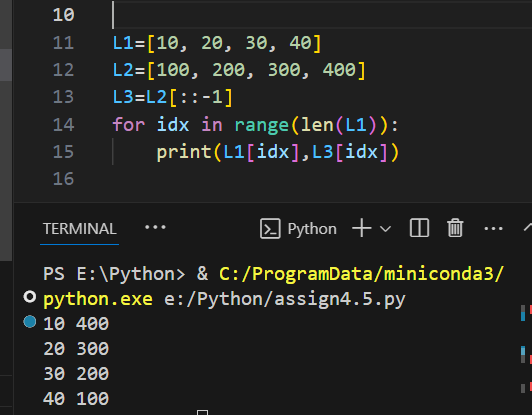 10
11 L1=[10, 20, 30, 40]
12 L2=[100, 200, 300, 400]
13 L3=L2[::-1]
14 for idx in range(len(L1)):
15     print(L1[idx],L3[idx])
16
TERMINAL ··· Python
PS E:\Python> & C:/ProgramData/miniconda3/
python.exe e:/Python/assign4.5.py
10 400
20 300
30 200
40 100